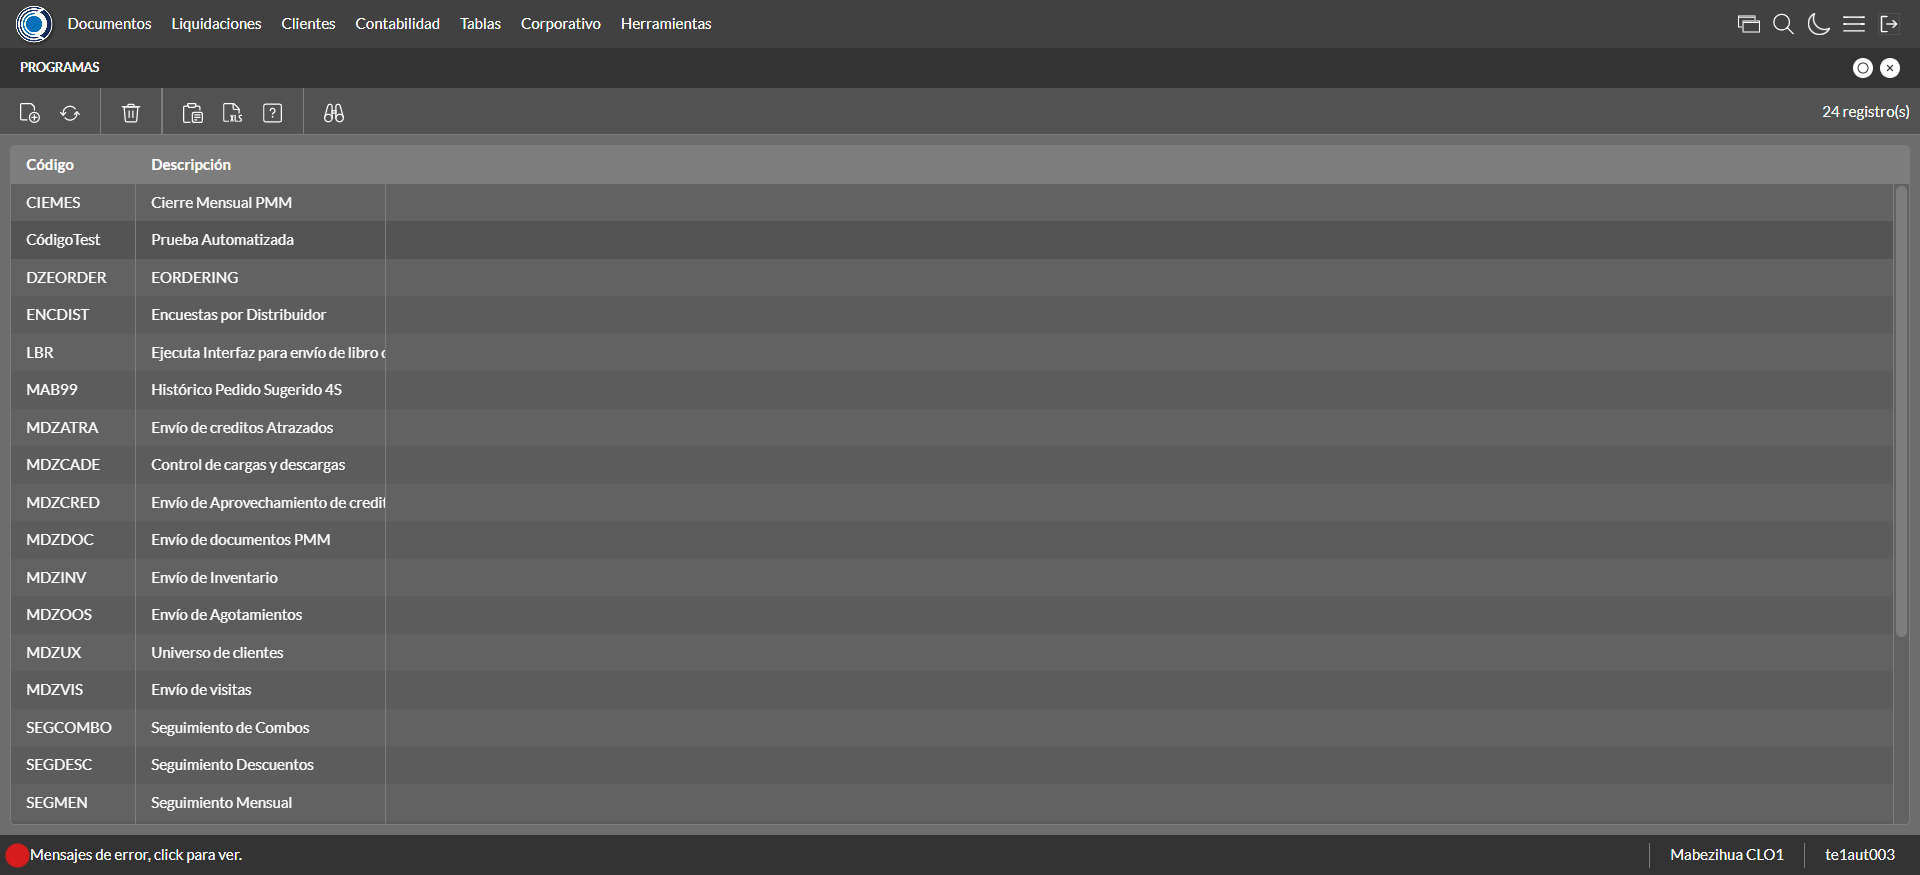 Documentos Liquidaciones Clientes Contabilidad Tablas Corporativo Herramientas
PROGRAMAS
XLS ? 24 registro(s)
Código Descripción
CIEMES Cierre Mensual PMM
CódigoTest Prueba Automatizada
DZEORDER EORDERING
ENCDIST Encuestas por Distribuidor
LBR Ejecuta Interfaz para envío de libro
MAB99 Histórico Pedido Sugerido 4S
MDZATRA Envío de creditos Atrazados
MDZCADE Control de cargas y descargas
MDZCRED Envío de Aprovechamiento de credit
MDZDOC Envío de documentos PMM
MDZINV Envío de Inventario
MDZOOS Envío de Agotamientos
MDZUX Universo de clientes
MDZVIS Envío de visitas
SEGCOMBO Seguimiento de Combos
SEGDESC Seguimiento Descuentos
SEGMEN Seguimiento Mensual
Mensajes de error, click para ver. Mabezihua CLO1 te1aut003